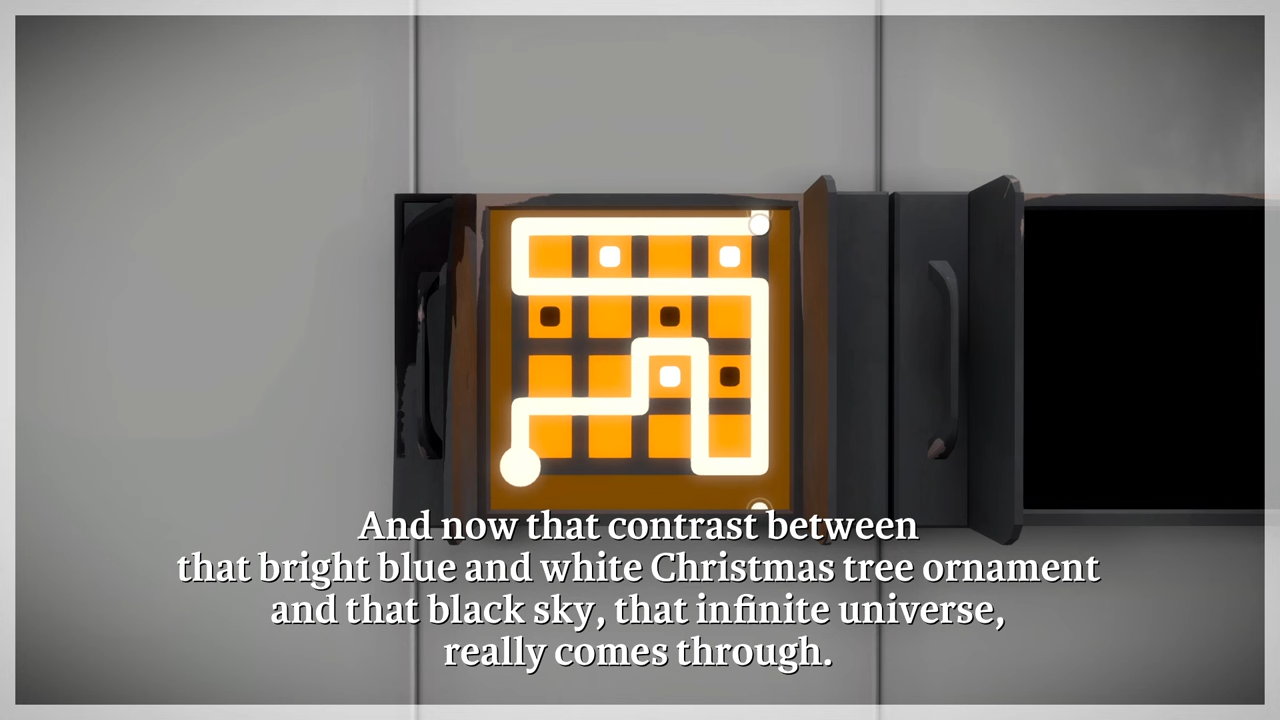 And now that contrast between
that bright blue and white Christmas tree ornament
and that black sky, that infinite universe,
really comes through.